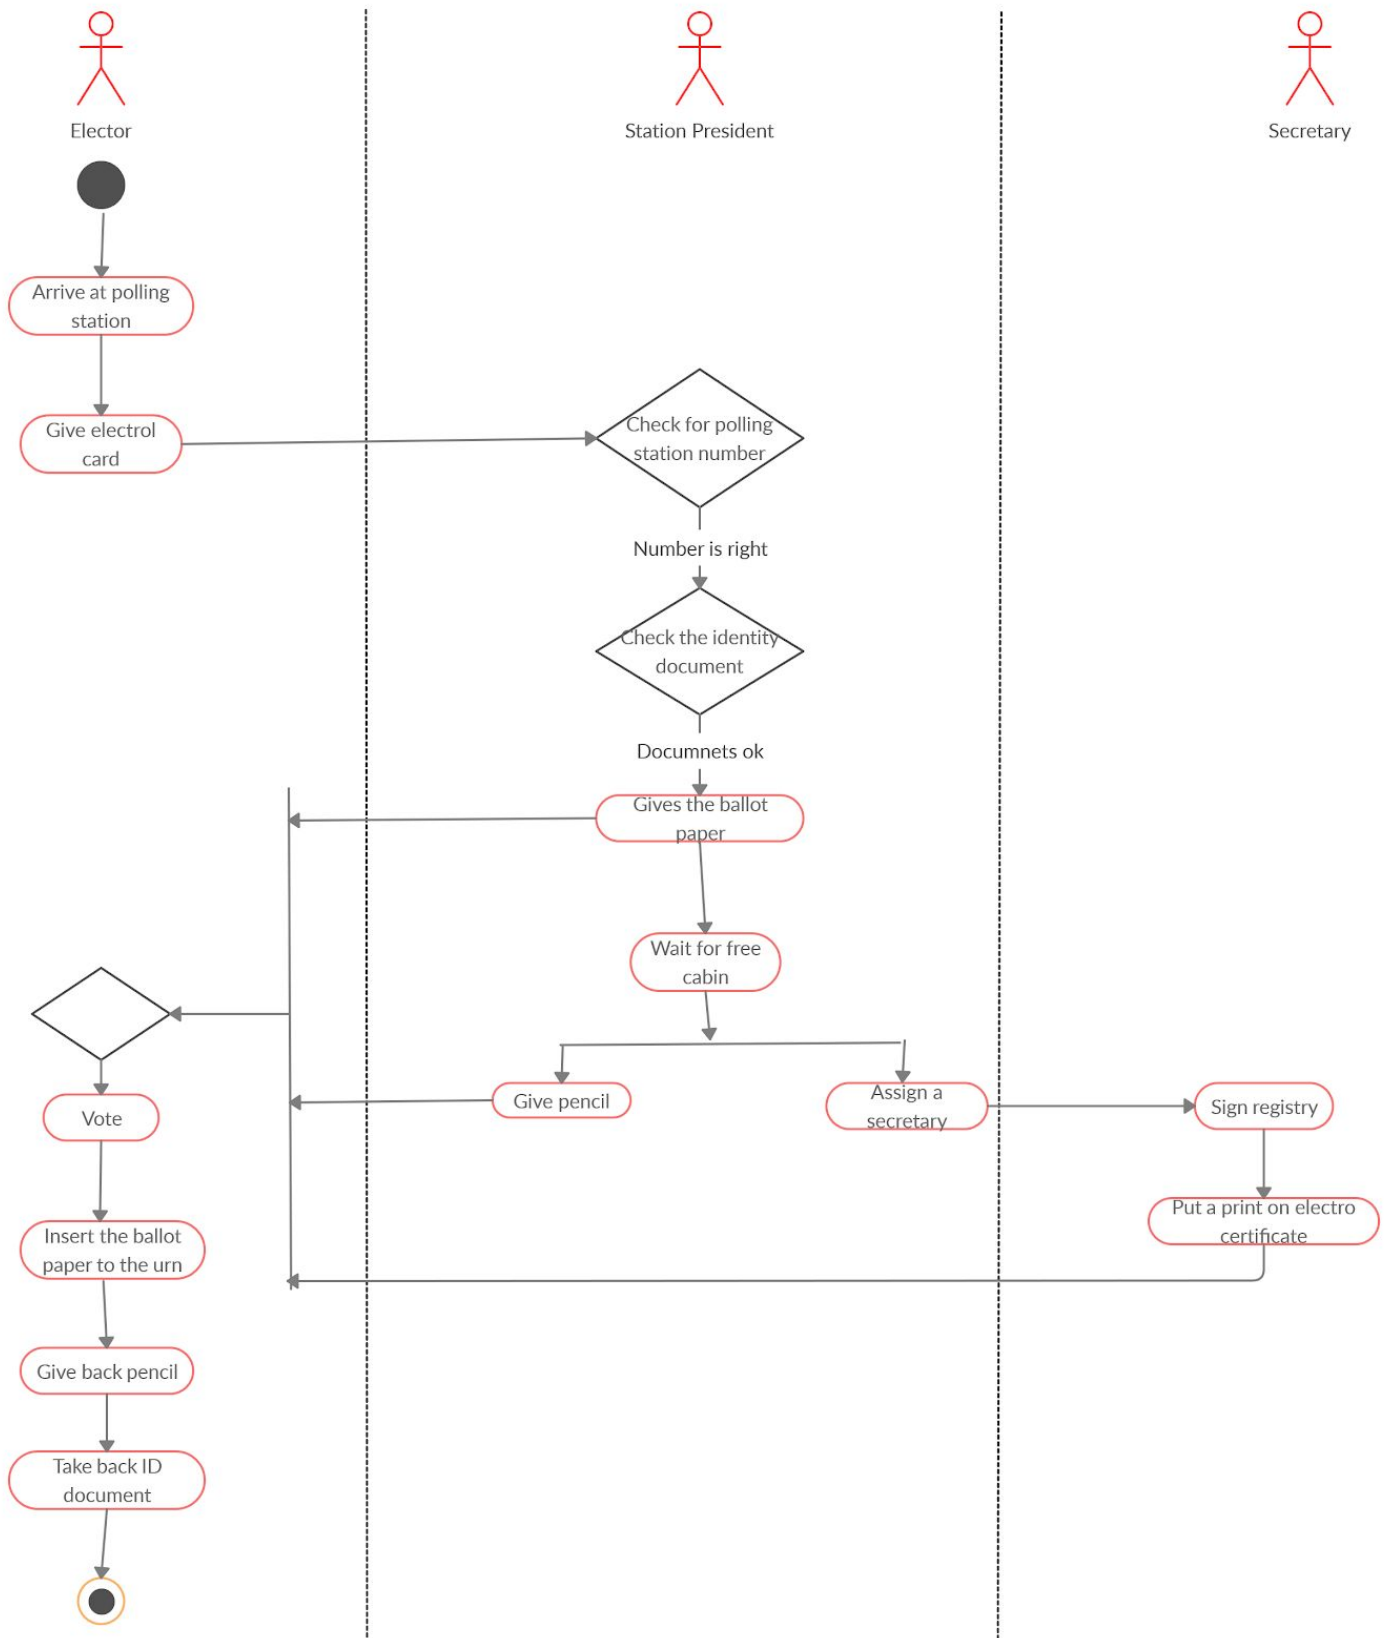 Elector
Station President
Secretary
Arrive at polling
station
Give electrol
card
Check for polling
station number
Number is right
Check the identity
document
Documnets ok
Gives the ballot
paper
Wait for free
cabin
Give pencil
Assign a
secretary
Sign registry
Vote
Put a print on electro
certificate
Insert the ballot
paper to the urn
Give back pencil
Take back ID
document